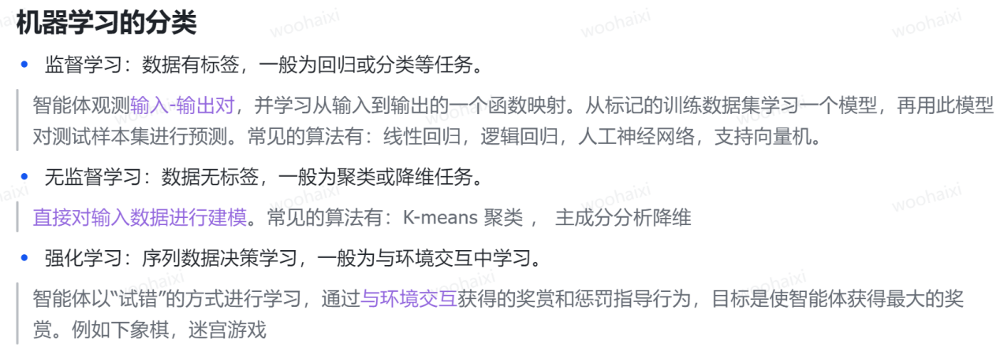 机器学习的分类
• 监督学习：数据有标签，一般为回归或分类等任务。
智能体观测输入-输出对，并学习从输入到输出的一个函数映射。从标记的训练数据集学习一个模型，再用此模型
对测试样本集进行预测。常见的算法有：线性回归，逻辑回归，人工神经网络，支持向量机。
• 无监督学习：数据无标签，一般为聚类或降维任务。
直接对输入数据进行建模。常见的算法有：K-means 聚类 ， 主成分分析降维
• 强化学习：序列数据决策学习，一般为与环境交互中学习。
智能体以“试错”的方式进行学习，通过与环境交互获得的奖赏和惩罚指导行为，目标是使智能体获得最大的奖
赏。例如下象棋，迷宫游戏
woohaixi